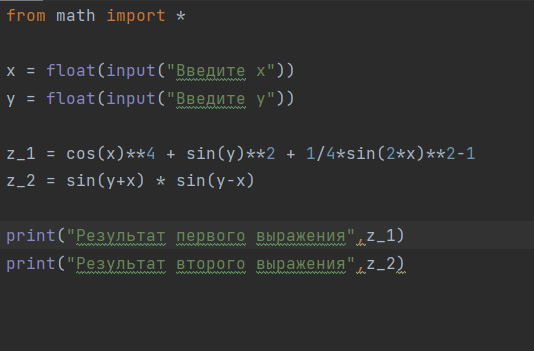 from math import *
x = float(input("Введите x"))
y = float(input("Введите y"))
z_1 = cos(x)**4 + sin(y)**2 + 1/4*sin(2*x)**2-1
z_2 = sin(y+x) * sin(y-x)
print("Результат первого выражения",z_1)
print("Результат второго выражения",z_2)